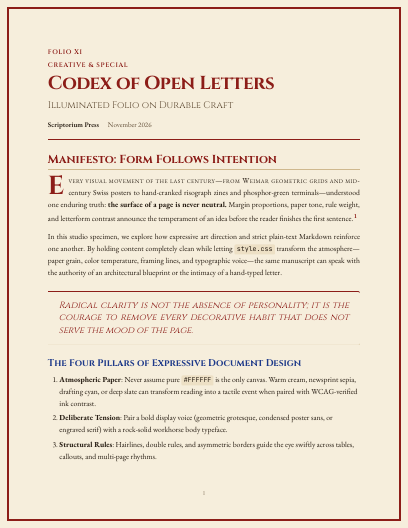 FOLIO XI
CREATIVE & SPECIAL
Codex of Open Letters
Illuminated Folio on Durable Craft
Scriptorium Press November 2026
Manifesto: Form Follows Intention
Every visual movement of the last century—from Weimar geometric grids and mid-
century Swiss posters to hand-cranked risograph zines and phosphor-green terminals—understood
one enduring truth: the surface of a page is never neutral. Margin proportions, paper tone, rule weight,
and letterform contrast announce the temperament of an idea before the reader finishes the first sentence.1
In this studio specimen, we explore how expressive art direction and strict plain-text Markdown reinforce
one another. By holding content completely clean while letting style.css transform the atmosphere—
paper grain, color temperature, framing lines, and typographic voice—the same manuscript can speak with
the authority of an architectural blueprint or the intimacy of a hand-typed letter.
Radical clarity is not the absence of personality; it is the
courage to remove every decorative habit that does not
serve the mood of the page.
The Four Pillars of Expressive Document Design
1. Atmospheric Paper: Never assume pure #FFFFFF is the only canvas. Warm cream, newsprint sepia,
drafting cyan, or deep slate can transform reading into a tactile event when paired with WCAG-verified
ink contrast.
2. Deliberate Tension: Pair a bold display voice (geometric grotesque, condensed poster sans, or
engraved serif) with a rock-solid workhorse body typeface.
3. Structural Rules: Hairlines, double rules, and asymmetric borders guide the eye swiftly across tables,
callouts, and multi-page rhythms.
1